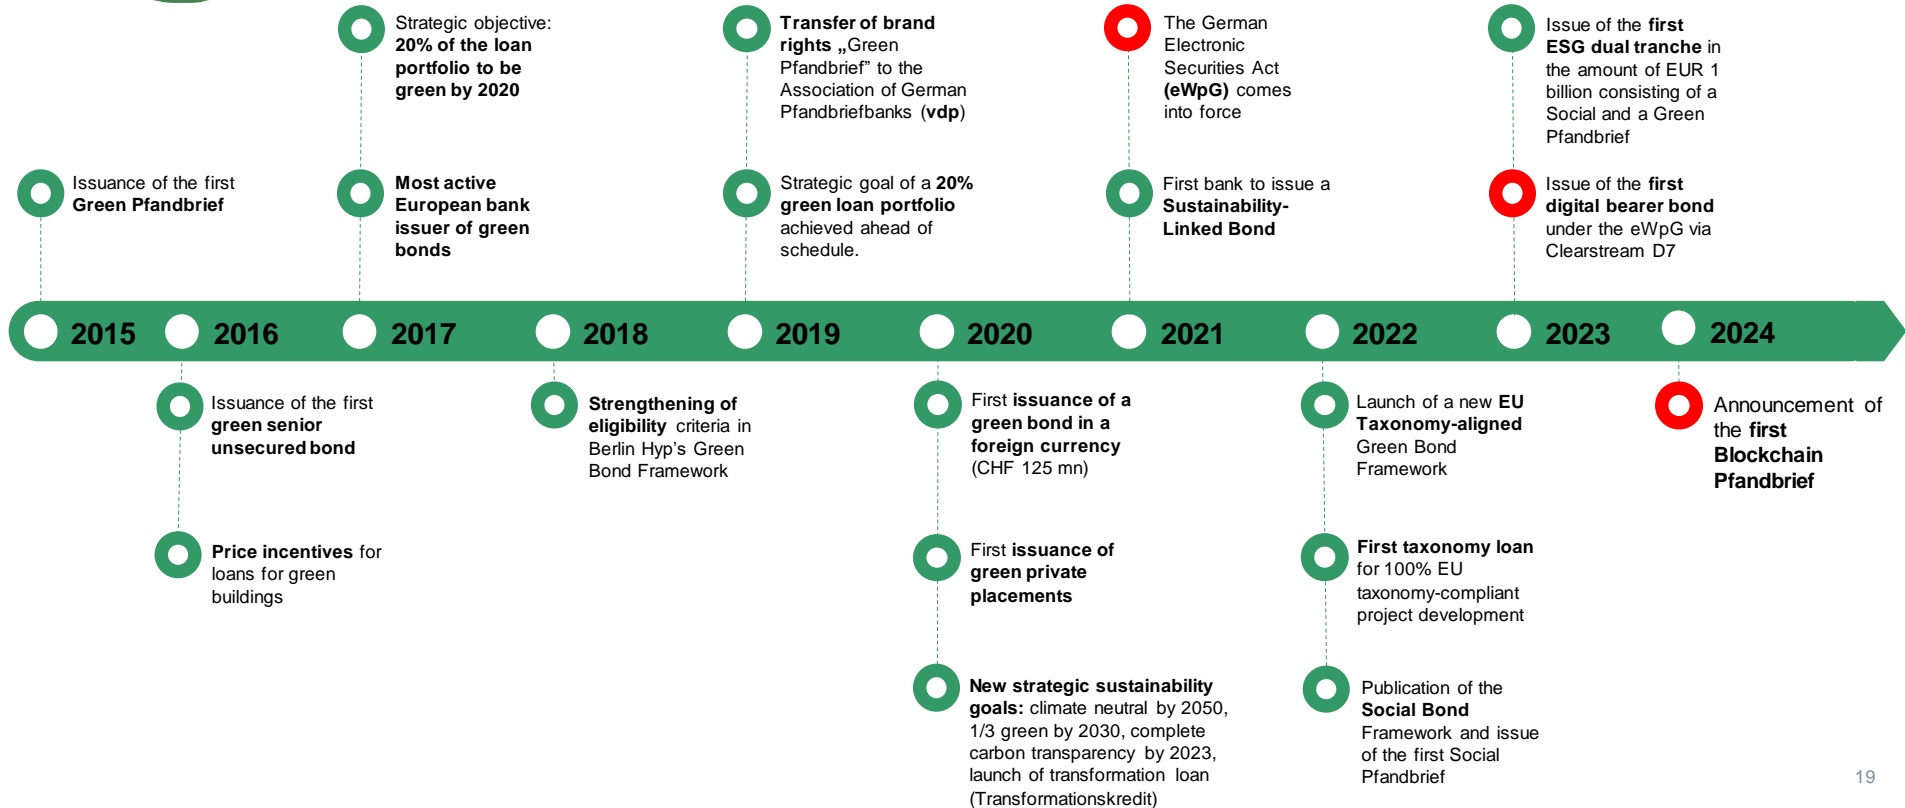 Strategic objective:
20% of the loan
portfolio to be
green by 2020
Transfer of brand
rights „Green
Pfandbrief” to the
Association of German
Pfandbriefbanks (vdp)
The German
Electronic
Securities Act
(eWpG) comes
into force
Issue of the first
ESG dual tranche in
the amount of EUR 1
billion consisting of a
Social and a Green
Pfandbrief
Issuance of the first
Green Pfandbrief
Most active
European bank
issuer of green
bonds
Strategic goal of a 20%
green loan portfolio
achieved ahead of
schedule.
First bank to issue a
Sustainability-
Linked Bond
Issue of the first
digital bearer bond
under the eWpG via
Clearstream D7
2015 2016 2017 2018 2019 2020 2021 2022 2023 2024
Issuance of the first
green senior
unsecured bond
Strengthening of
eligibility criteria in
Berlin Hyp’s Green
Bond Framework
First issuance of a
green bond in a
foreign currency
(CHF 125 mn)
Launch of a new EU
Taxonomy-aligned
Green Bond
Framework
Announcement of
the first
Blockchain
Pfandbrief
Price incentives for
loans for green
buildings
First issuance of
green private
placements
First taxonomy loan
for 100% EU
taxonomy-compliant
project development
New strategic sustainability
goals: climate neutral by 2050,
1/3 green by 2030, complete
carbon transparency by 2023,
launch of transformation loan
(Transformationskredit)
Publication of the
Social Bond
Framework and issue
of the first Social
Pfandbrief
19